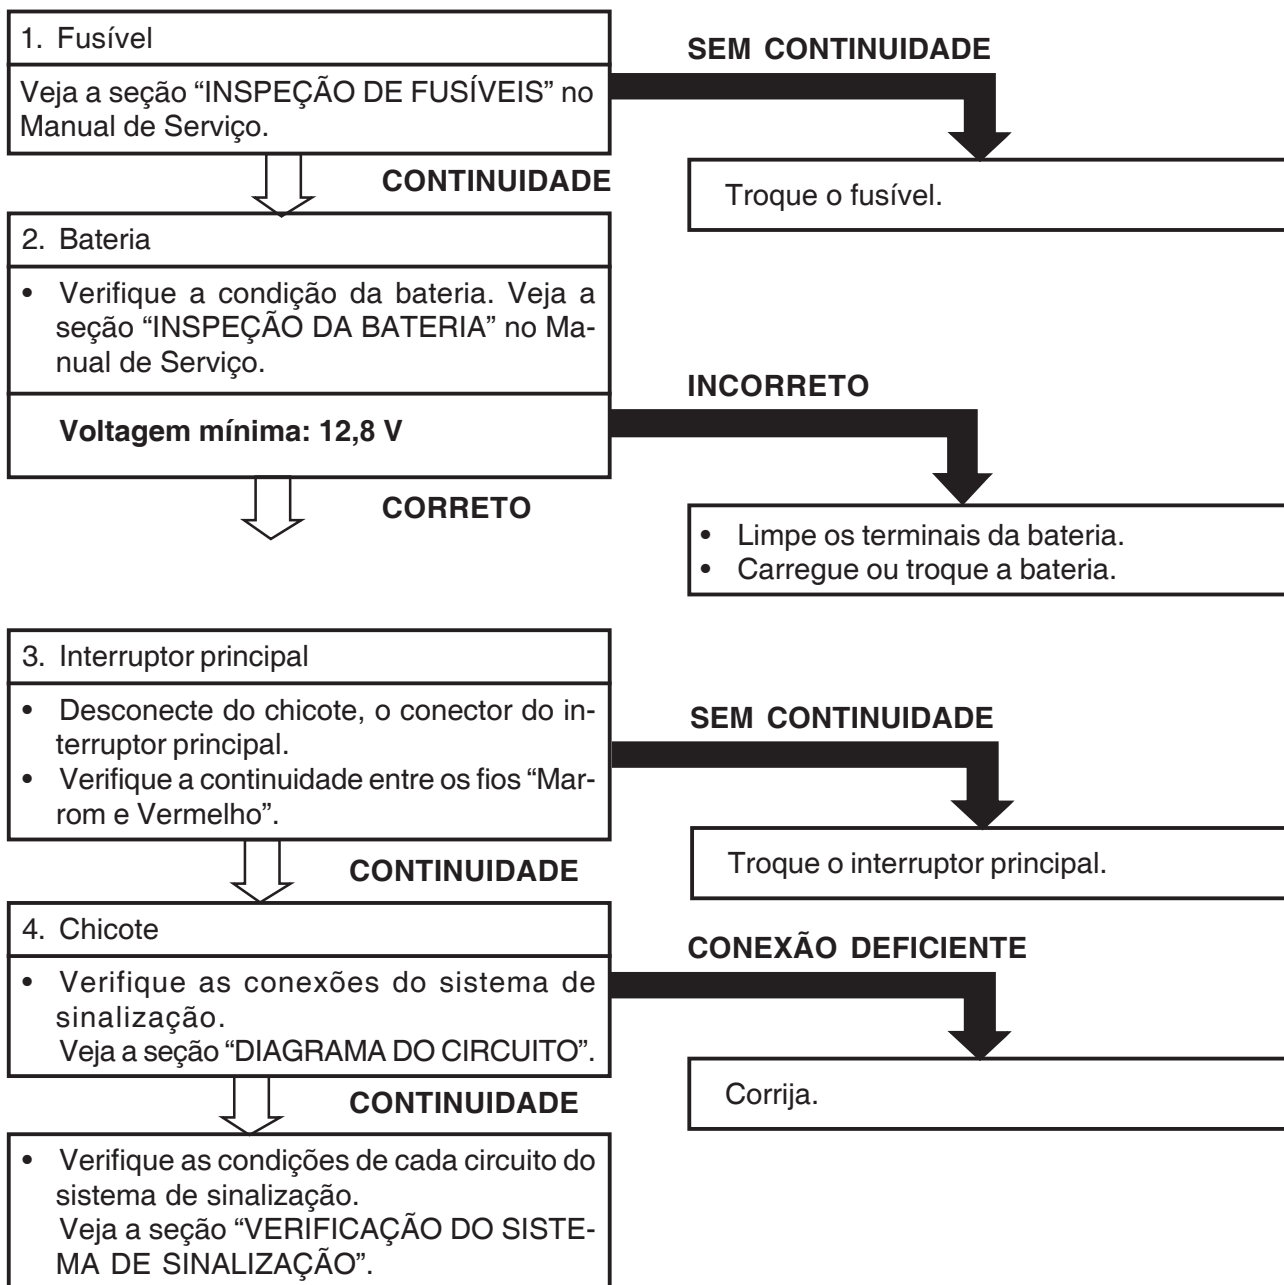 1. Fusível
SEM CONTINUIDADE
Veja a seção “INSPEÇÃO DE FUSÍVEIS” no
Manual de Serviço.
CONTINUIDADE
Troque o fusível.
2. Bateria
• Verifique a condição da bateria. Veja a
seção “INSPEÇÃO DA BATERIA” no Ma-
nual de Serviço.
INCORRETO
Voltagem mínima: 12,8 V
CORRETO
• Limpe os terminais da bateria.
• Carregue ou troque a bateria.
3. Interruptor principal
• Desconecte do chicote, o conector do in-
terruptor principal.
SEM CONTINUIDADE
• Verifique a continuidade entre os fios “Mar-
rom e Vermelho”.
CONTINUIDADE
Troque o interruptor principal.
4. Chicote
CONEXÃO DEFICIENTE
• Verifique as conexões do sistema de
sinalização.
Veja a seção “DIAGRAMA DO CIRCUITO”.
CONTINUIDADE
Corrija.
• Verifique as condições de cada circuito do
sistema de sinalização.
Veja a seção “VERIFICAÇÃO DO SISTE-
MA DE SINALIZAÇÃO”.